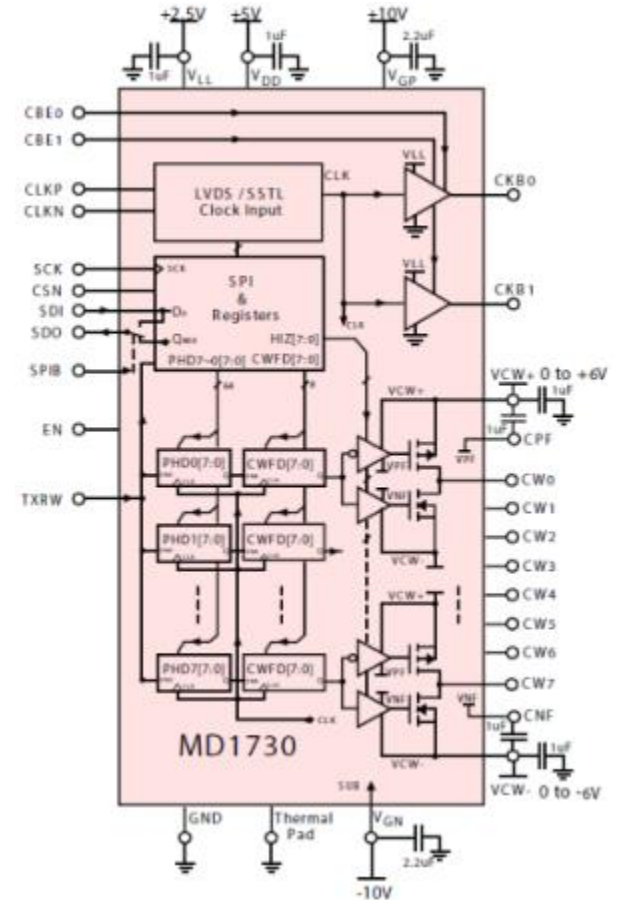 +2.5V +5V +10V
1uF 2.2uF
1uF
VLL VDD VGP
CBE0
CBE1
VLL
CLK
CLKP
CLKN
LVDS / SSTL
Clock Input
CKB0
SCK
CSN
SDI
SDO
SPIB
SCK
SPI
&
Registers
HIZ[7:0]
PHD7~0[7:0] CWFD[7:0]
VLL
CKB1
CLK
64 8
VCW+
VCW+ 0 to +6V
1uF
1uF
CPF
VPF
EN
PHD0[7:0] CWFD[7:0]
VPF
VNF
CW0
TXRW
CW1
PHD1[7:0] CWFD[7:0]
CW2
VCW-
CW3
VCW+
CW4
CW5
CW6
PHD7[7:0] CWFD[7:0]
VPF
VNF
CW7
VNF
CNF
CLK
1uF
1uF
MD1730
VCW-
VCW- 0 to -6V
SUB
GND
Thermal
Pad
VGN
2.2uF
-10V